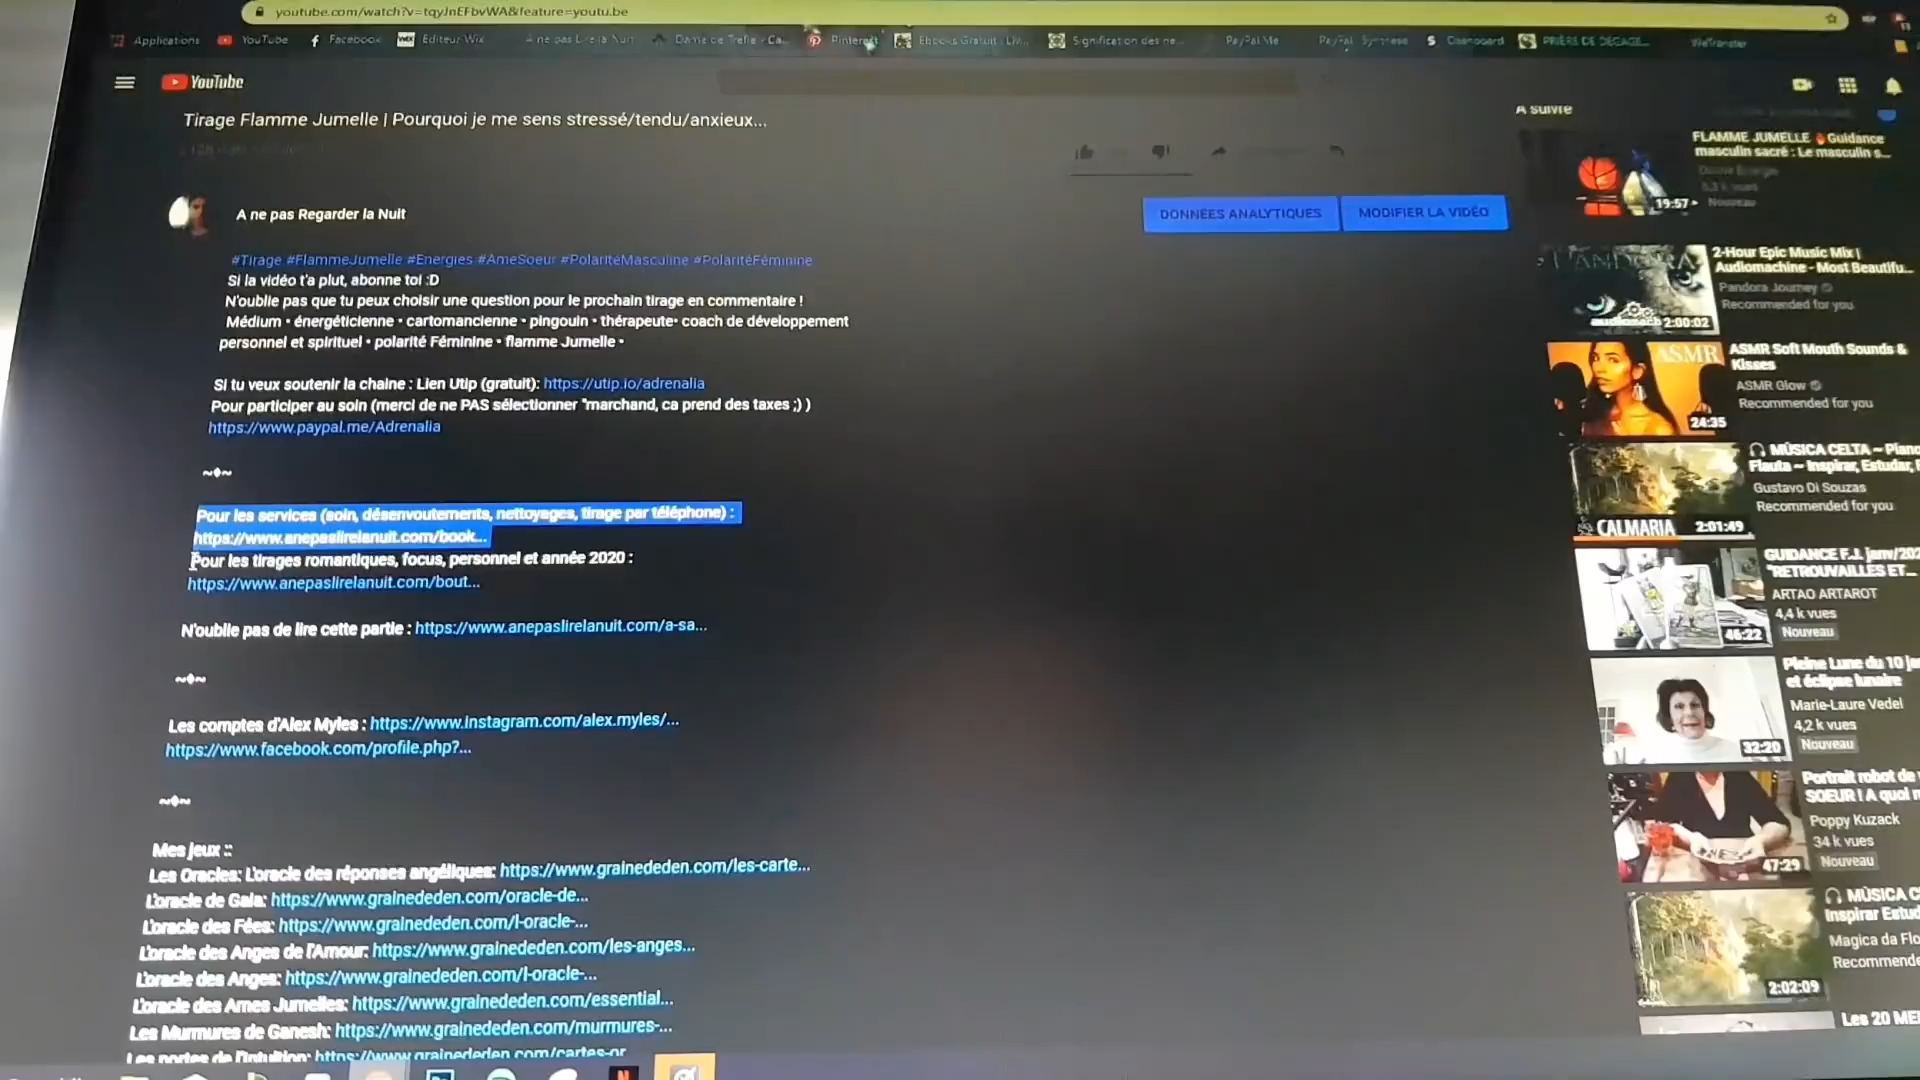 youtube.com/watch?v=tqyJnEFbvWA&feature=youtu.be
Applications YouTube Facebook Editeur Wix A ne pas Lire la Nuit Dame de Trefle - Ca... Pinterest Ebooks Gratuit - Liv... Signification des ne... PayPal Me PayPal Synthese Dashboard PRIÈRE DE DÉGAG... WeTransfer
YouTube
Tirage Flamme Jumelle | Pourquoi je me sens stressé/tendu/anxieux...
A ne pas Regarder la Nuit
DONNÉES ANALYTIQUES
MODIFIER LA VIDÉO
#Tirage #FlammeJumelle #Energies #AmeSoeur #PolaritéMasculine #PolaritéFéminine
Si la vidéo t'a plut, abonne toi :D
N'oublie pas que tu peux choisir une question pour le prochain tirage en commentaire !
Médium • énergéticienne • cartomancienne • pingouin • thérapeute• coach de développement
personnel et spirituel • polarité Féminine • flamme Jumelle •
Si tu veux soutenir la chaine : Lien Utip (gratuit): https://utip.io/adrenalia
Pour participer au soin (merci de ne PAS sélectionner "marchand, ca prend des taxes ;) )
https://www.paypal.me/Adrenalia
~♦~
Pour les services (soin, désenvoutements, nettoyages, tirage par téléphone) :
https://www.anepaslirelanuit.com/book...
Pour les tirages romantiques, focus, personnel et année 2020 :
https://www.anepaslirelanuit.com/bout...
N'oublie pas de lire cette partie : https://www.anepaslirelanuit.com/a-sa...
~♦~
Les comptes d'Alex Myles : https://www.instagram.com/alex.myles/...
https://www.facebook.com/profile.php?...
~♦~
Mes jeux ::
Les Oracles: L'oracle des réponses angéliques: https://www.grainededen.com/les-carte...
L'oracle de Gaia: https://www.grainededen.com/oracle-de...
L'oracle des Fées: https://www.grainededen.com/l-oracle-...
L'oracle des Anges de l'Amour: https://www.grainededen.com/les-anges...
L'oracle des Anges: https://www.grainededen.com/l-oracle-...
L'oracle des Ames Jumelles: https://www.grainededen.com/essential...
Les Murmures de Ganesh: https://www.grainededen.com/murmures-...
Les portes de l'Intuition: https://www.grainededen.com/cartes-or
A suivre
FLAMME JUMELLE Guidance
masculin sacré : Le masculin s...
Nouveau
19:57
2-Hour Epic Music Mix |
Audiomachine - Most Beautifu...
Pandora Journey
Recommended for you
PANDORA
audiomach 2:00:02
ASMR Soft Mouth Sounds &
Kisses
ASMR Glow
Recommended for you
ASMR
24:35
MÚSICA CELTA ~ Piano
Flauta ~ Inspirar, Estudar,
Gustavo Di Souzas
Recommended for you
CALMARIA 2:01:49
GUIDANCE F.J. janv/202
"RETROUVAILLES ET...
ARTAO ARTAROT
4,4 k vues
Nouveau
46:22
Pleine Lune du 10 ja
et éclipse lunaire
Marie-Laure Vedel
4,2 k vues
Nouveau
32:20
Portrait robot de
SOEUR ! A quoi
Poppy Kuzack
34 k vues
Nouveau
47:29
MÚSICA C
Inspirar Estud
Magica da Flo
Recommende
2:02:09
Les 20 ME